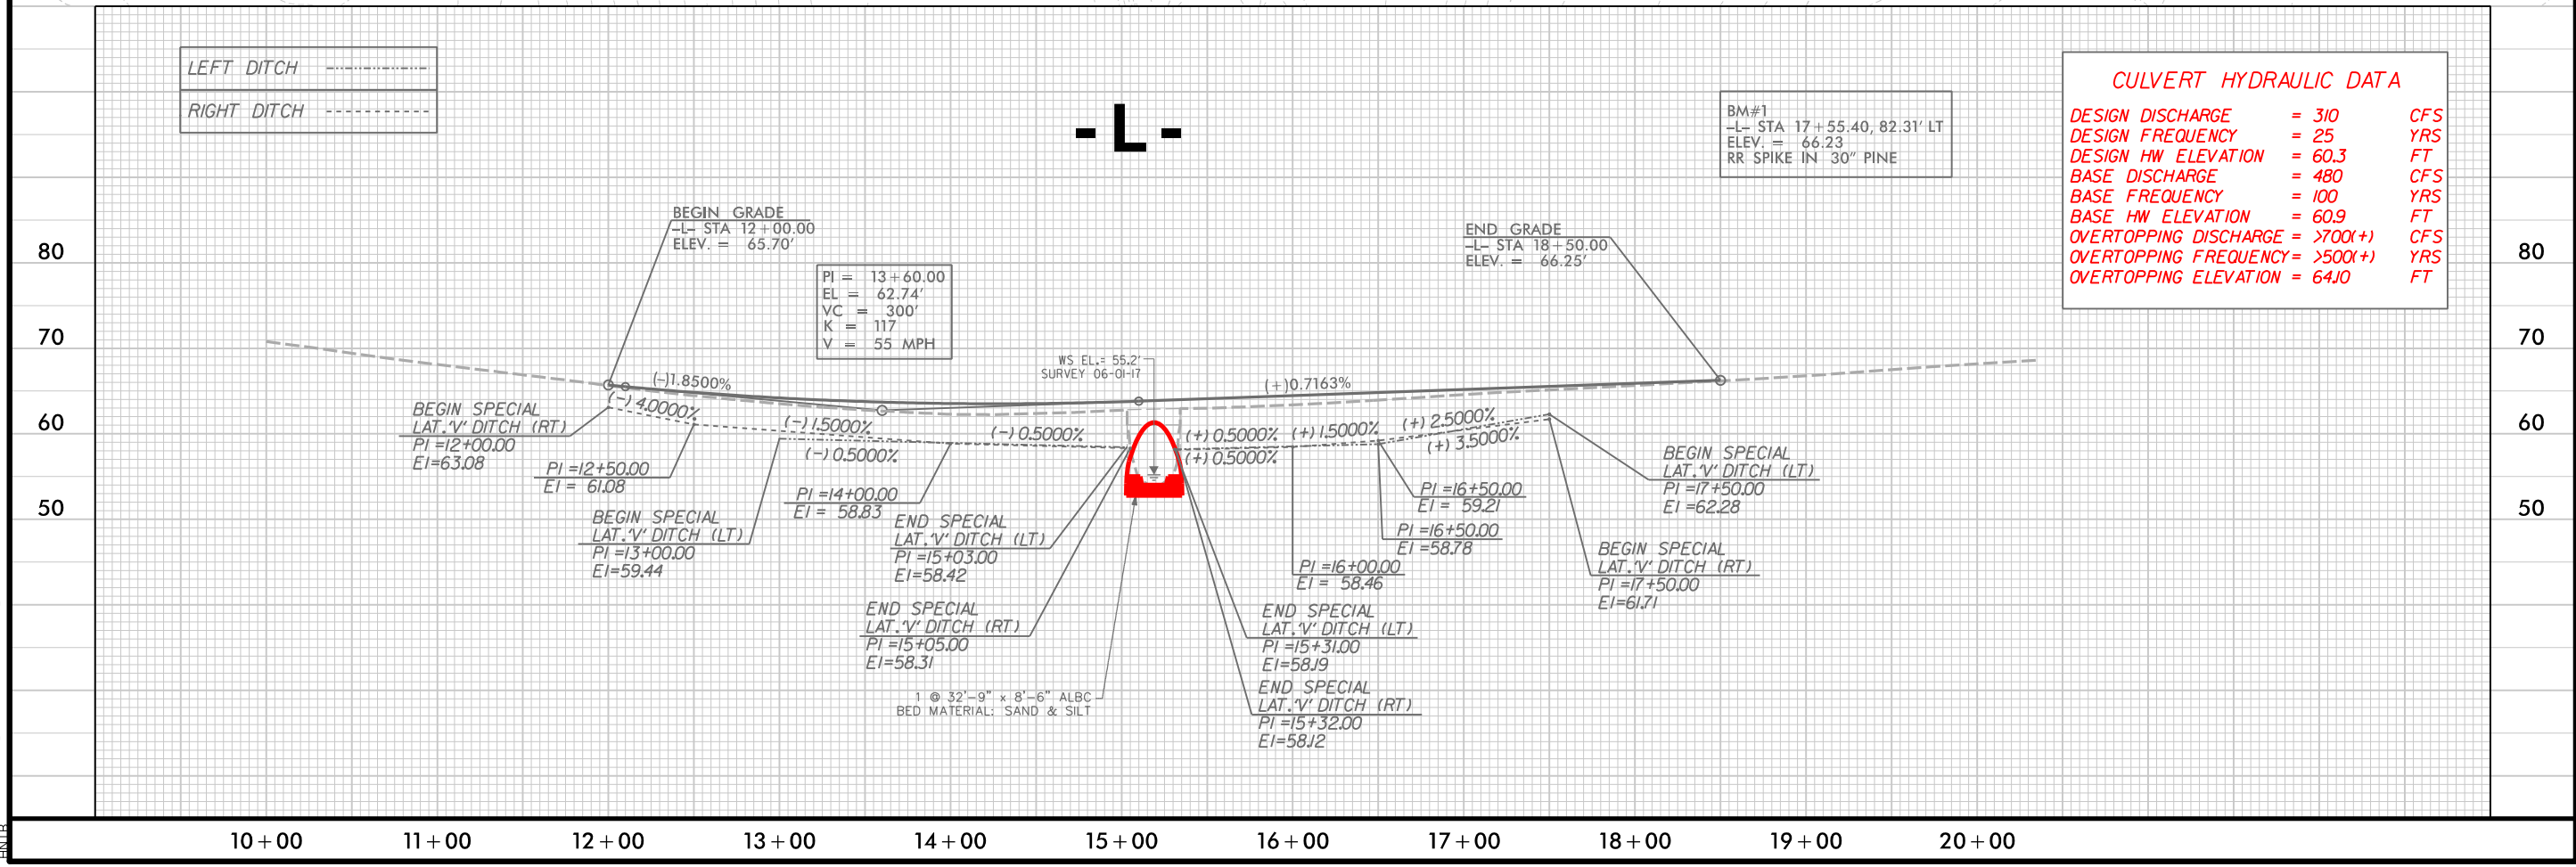 LEFT DITCH
RIGHT DITCH
-L-
BM#1
-L- STA 17+55.40, 82.31' LT
ELEV. = 66.23
RR SPIKE IN 30" PINE
CULVERT HYDRAULIC DATA
DESIGN DISCHARGE = 310 CFS
DESIGN FREQUENCY = 25 YRS
DESIGN HW ELEVATION = 60.3 FT
BASE DISCHARGE = 480 CFS
BASE FREQUENCY = 100 YRS
BASE HW ELEVATION = 60.9 FT
OVERTOPPING DISCHARGE = >700(+) CFS
OVERTOPPING FREQUENCY = >500(+) YRS
OVERTOPPING ELEVATION = 64.10 FT
BEGIN GRADE
-L- STA 12+00.00
ELEV. = 65.70'
END GRADE
-L- STA 18+50.00
ELEV. = 66.25'
PI = 13+60.00
EL = 62.74'
VC = 300'
K = 117
V = 55 MPH
80
80
70
70
60
60
50
50
WS EL.= 55.2'
SURVEY 06-01-17
(-)1.8500%
(+)0.7163%
(-) 4.0000%
(-) 1.5000%
(-) 0.5000%
(-) 0.5000%
(+) 0.5000%
(+) 0.5000%
(+) 1.5000%
(+) 2.5000%
(+) 3.5000%
BEGIN SPECIAL
LAT.'V' DITCH (RT)
PI =12+00.00
El=63.08
PI =12+50.00
El = 61.08
BEGIN SPECIAL
LAT.'V' DITCH (LT)
PI =13+00.00
El=59.44
PI =14+00.00
El = 58.83
END SPECIAL
LAT.'V' DITCH (LT)
PI =15+03.00
El=58.42
END SPECIAL
LAT.'V' DITCH (RT)
PI =15+05.00
El=58.31
1 @ 32'-9" x 8'-6" ALBC
BED MATERIAL: SAND & SILT
PI =16+50.00
El = 59.21
PI =16+50.00
El =58.78
PI =16+00.00
El = 58.46
END SPECIAL
LAT.'V' DITCH (LT)
PI =15+31.00
El=58.19
END SPECIAL
LAT.'V' DITCH (RT)
PI =15+32.00
El=58.12
BEGIN SPECIAL
LAT.'V' DITCH (LT)
PI =17+50.00
El=62.28
BEGIN SPECIAL
LAT.'V' DITCH (RT)
PI =17+50.00
El=61.71
10+00
11+00
12+00
13+00
14+00
15+00
16+00
17+00
18+00
19+00
20+00